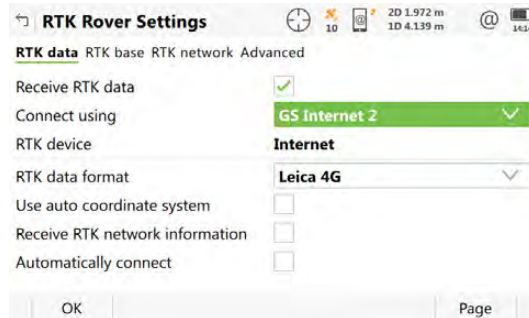 RTK Rover Settings
10
@
2
2D 1.972 m
1D 4.139 m
@
RTK data RTK base RTK network Advanced
Receive RTK data
Connect using GS Internet 2
RTK device Internet
RTK data format Leica 4G
Use auto coordinate system
Receive RTK network information
Automatically connect
OK Page